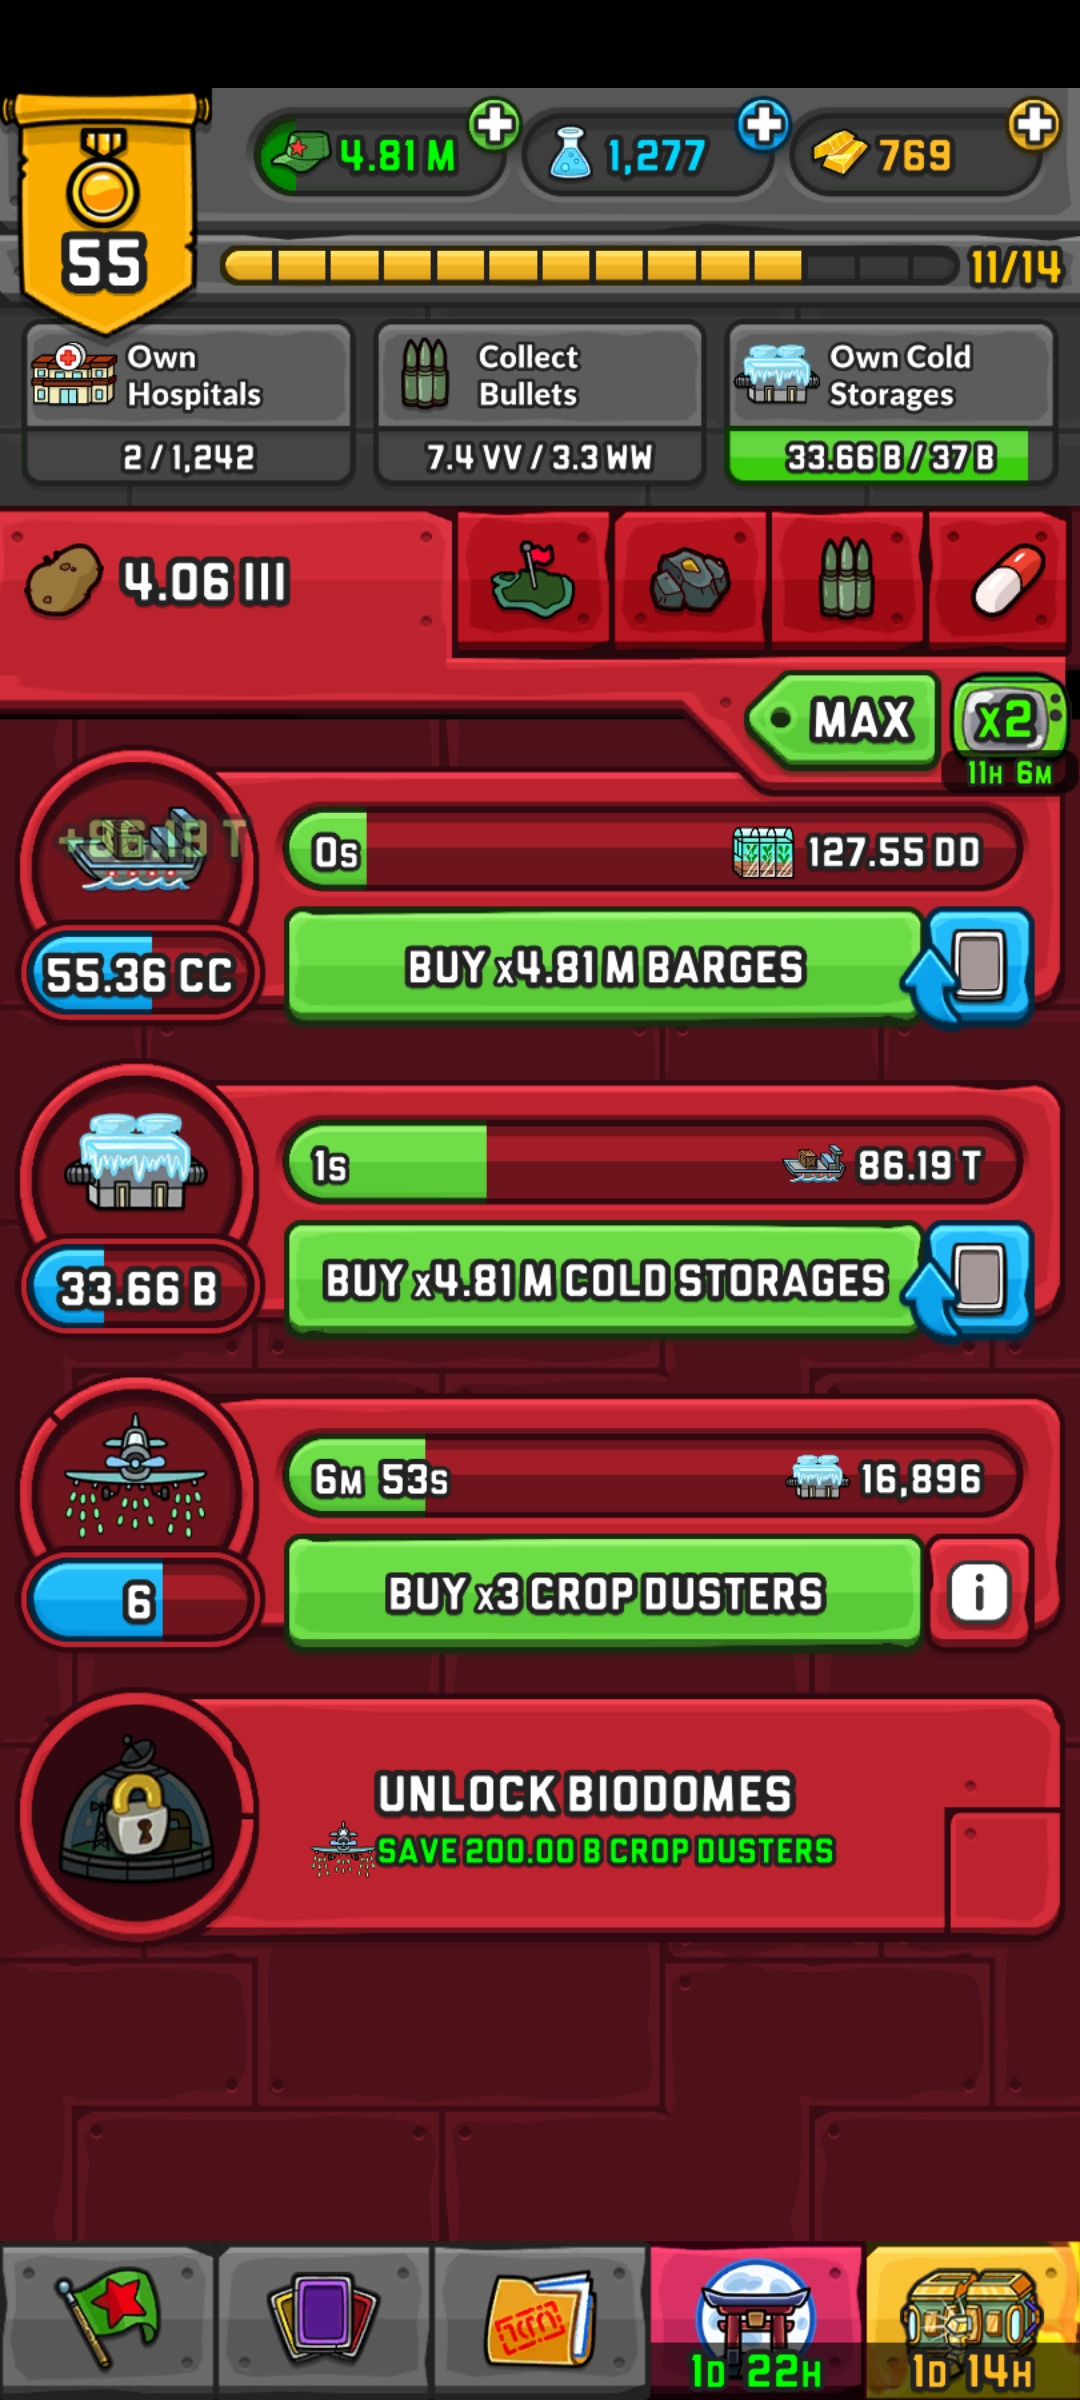 4.81 M
1,277
769
55
11/14
Own Hospitals
2 / 1,242
Collect Bullets
7.4 VV / 3.3 WW
Own Cold Storages
33.66 B / 37 B
4.06 III
MAX
x2
11H 6M
+86.19 T
0s
127.55 DD
55.36 CC
BUY x4.81 M BARGES
1s
86.19 T
33.66 B
BUY x4.81 M COLD STORAGES
6M 53s
16,896
6
BUY x3 CROP DUSTERS
i
UNLOCK BIODOMES
SAVE 200.00 B CROP DUSTERS
1D 22H
1D 14H